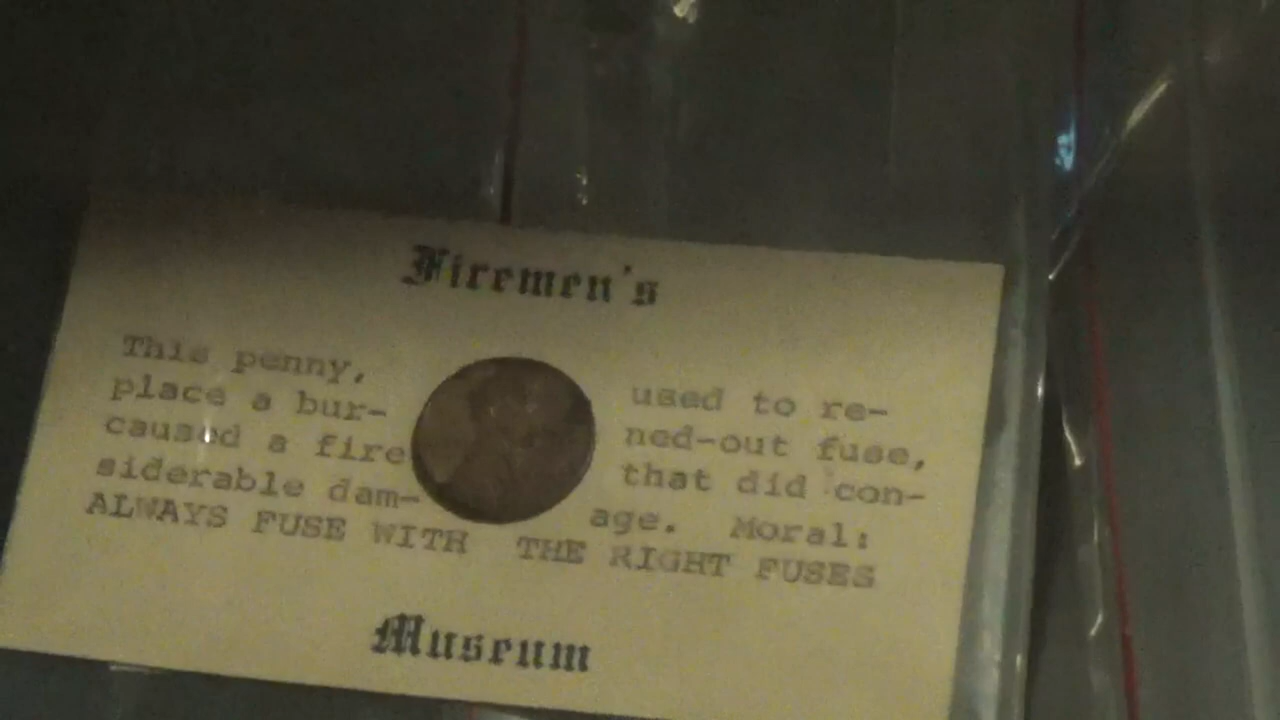 Firemen's
This penny, used to re-
place a bur- ned-out fuse,
caused a fire that did con-
siderable dam- age. Moral:
ALWAYS FUSE WITH THE RIGHT FUSES
Museum